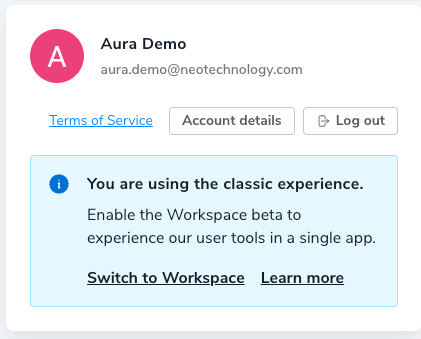 A
Aura Demo
aura.demo@neotechnology.com
Terms of Service Account details Log out
You are using the classic experience.
Enable the Workspace beta to
experience our user tools in a single app.
Switch to Workspace Learn more